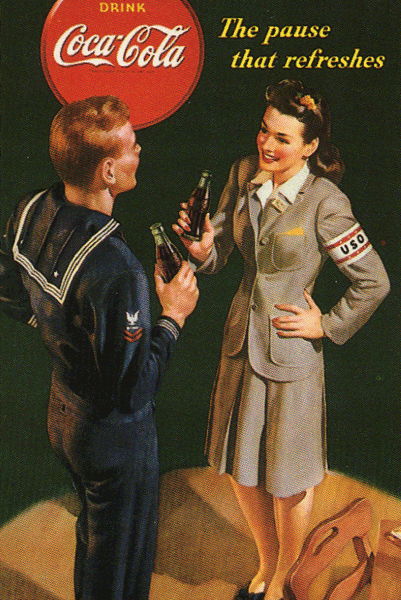 DRINK
Coca-Cola
The pause
that refreshes
USO